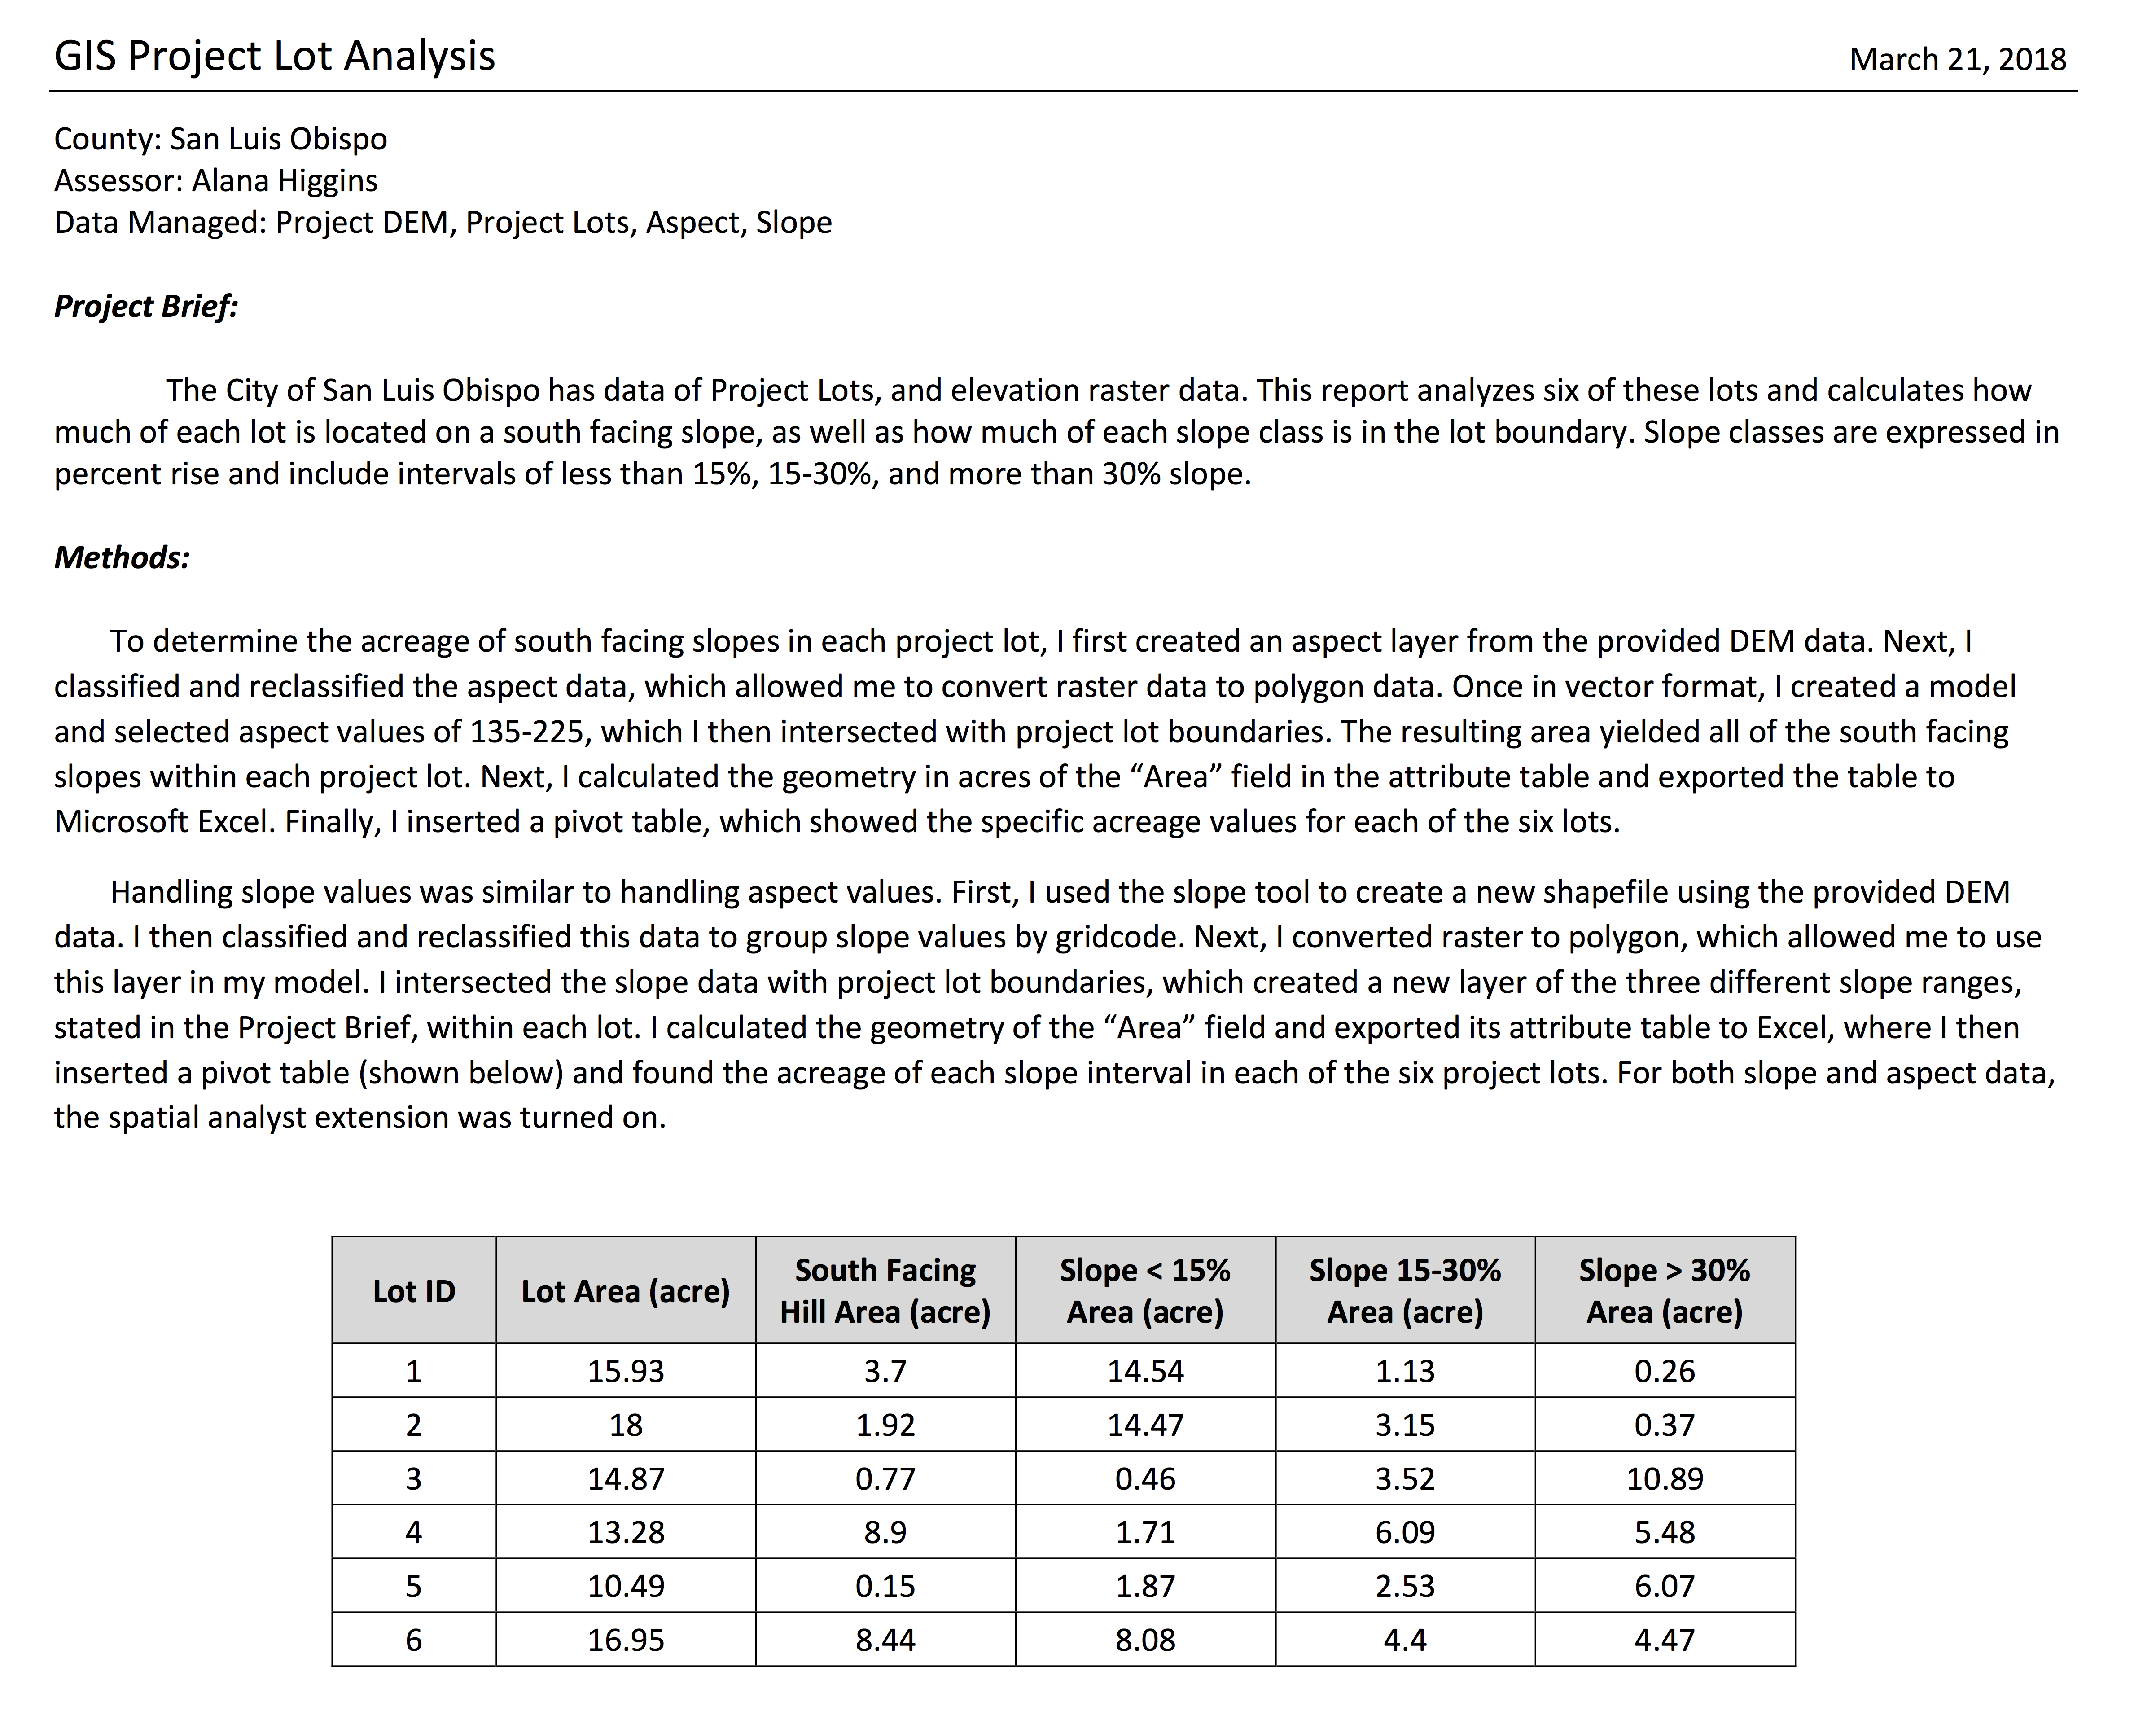 GIS Project Lot Analysis March 21, 2018
County: San Luis Obispo
Assessor: Alana Higgins
Data Managed: Project DEM, Project Lots, Aspect, Slope
Project Brief:
The City of San Luis Obispo has data of Project Lots, and elevation raster data. This report analyzes six of these lots and calculates how
much of each lot is located on a south facing slope, as well as how much of each slope class is in the lot boundary. Slope classes are expressed in
percent rise and include intervals of less than 15%, 15-30%, and more than 30% slope.
Methods:
To determine the acreage of south facing slopes in each project lot, I first created an aspect layer from the provided DEM data. Next, I
classified and reclassified the aspect data, which allowed me to convert raster data to polygon data. Once in vector format, I created a model
and selected aspect values of 135-225, which I then intersected with project lot boundaries. The resulting area yielded all of the south facing
slopes within each project lot. Next, I calculated the geometry in acres of the “Area” field in the attribute table and exported the table to
Microsoft Excel. Finally, I inserted a pivot table, which showed the specific acreage values for each of the six lots.
Handling slope values was similar to handling aspect values. First, I used the slope tool to create a new shapefile using the provided DEM
data. I then classified and reclassified this data to group slope values by gridcode. Next, I converted raster to polygon, which allowed me to use
this layer in my model. I intersected the slope data with project lot boundaries, which created a new layer of the three different slope ranges,
stated in the Project Brief, within each lot. I calculated the geometry of the “Area” field and exported its attribute table to Excel, where I then
inserted a pivot table (shown below) and found the acreage of each slope interval in each of the six project lots. For both slope and aspect data,
the spatial analyst extension was turned on.
Lot ID Lot Area (acre) South Facing Hill Area (acre) Slope < 15% Area (acre) Slope 15-30% Area (acre) Slope > 30% Area (acre)
1 15.93 3.7 14.54 1.13 0.26
2 18 1.92 14.47 3.15 0.37
3 14.87 0.77 0.46 3.52 10.89
4 13.28 8.9 1.71 6.09 5.48
5 10.49 0.15 1.87 2.53 6.07
6 16.95 8.44 8.08 4.4 4.47